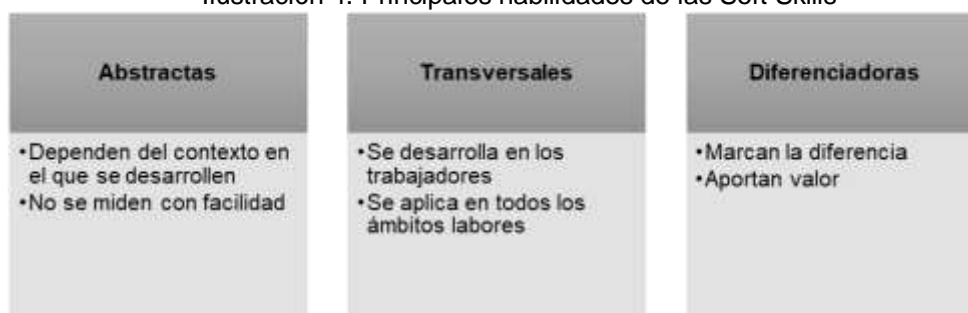 Ilustración 4. Principales habilidades de las Soft Skills
Abstractas
•Dependen del contexto en
el que se desarrollen
•No se miden con facilidad
Transversales
•Se desarrolla en los
trabajadores
•Se aplica en todos los
ámbitos labores
Diferenciadoras
•Marcan la diferencia
•Aportan valor